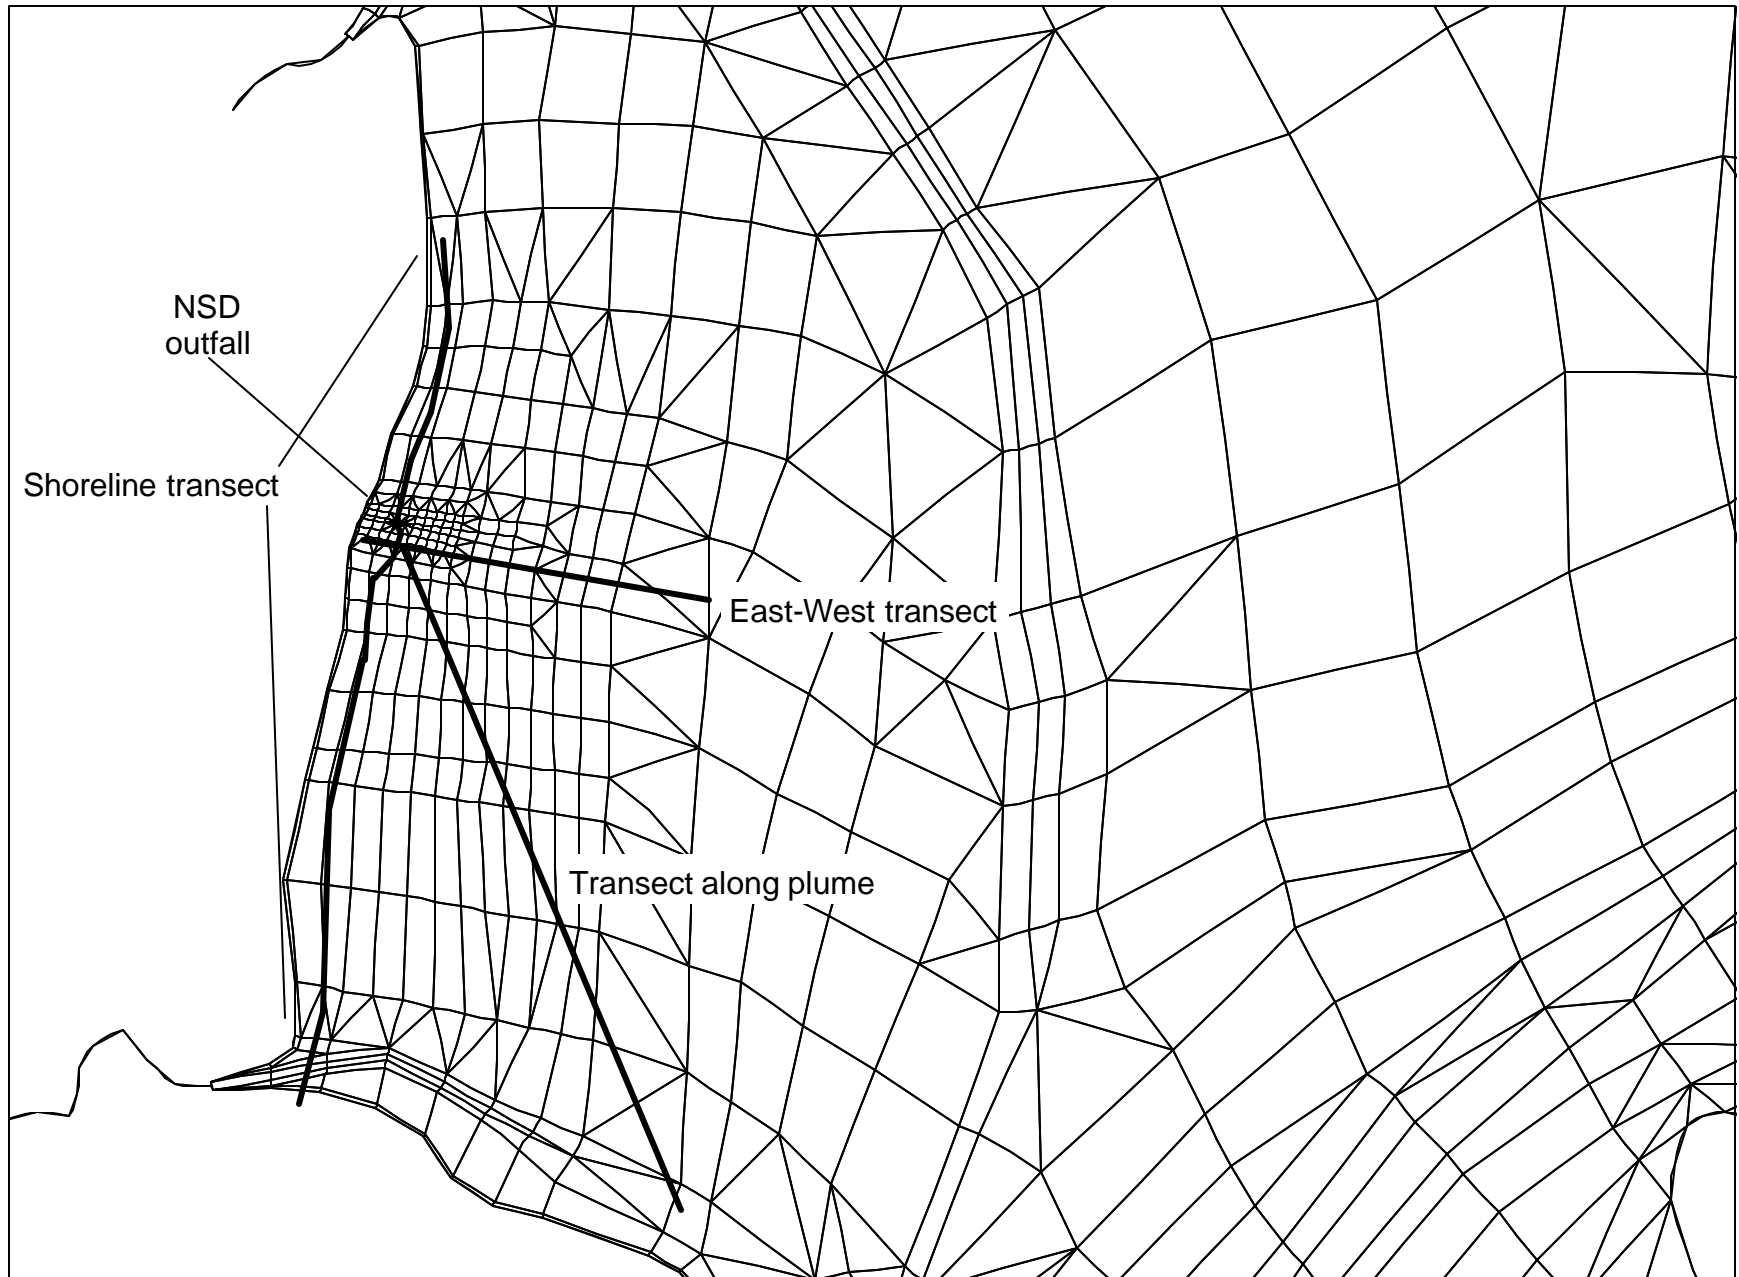 NSD
outfall
Shoreline transect
East-West transect
Transect along plume